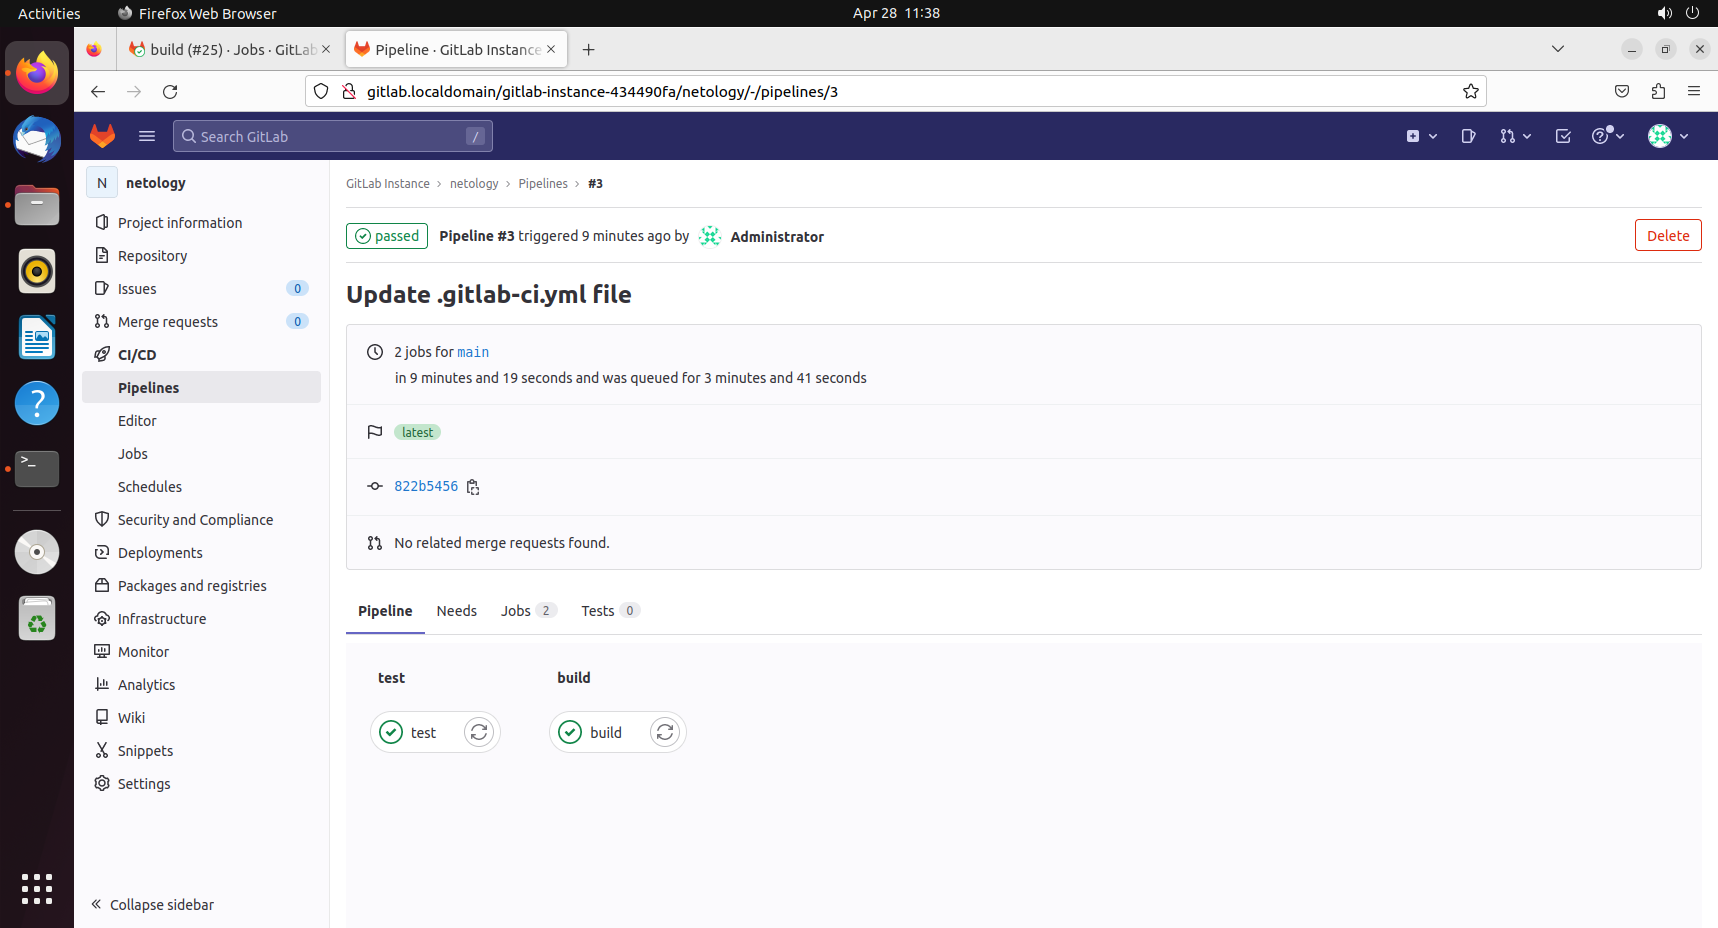 Activities
Firefox Web Browser
Apr 28 11:38
build (#25) · Jobs · GitLab
Pipeline · GitLab Instance
gitlab.localdomain/gitlab-instance-434490fa/netology/-/pipelines/3
Search GitLab
/
N
netology
Project information
Repository
Issues
0
Merge requests
0
CI/CD
Pipelines
Editor
Jobs
Schedules
Security and Compliance
Deployments
Packages and registries
Infrastructure
Monitor
Analytics
Wiki
Snippets
Settings
Collapse sidebar
GitLab Instance › netology › Pipelines › #3
passed
Pipeline #3 triggered 9 minutes ago by Administrator
Delete
Update .gitlab-ci.yml file
2 jobs for main
in 9 minutes and 19 seconds and was queued for 3 minutes and 41 seconds
latest
822b5456
No related merge requests found.
Pipeline
Needs
Jobs 2
Tests 0
test
build
test
build